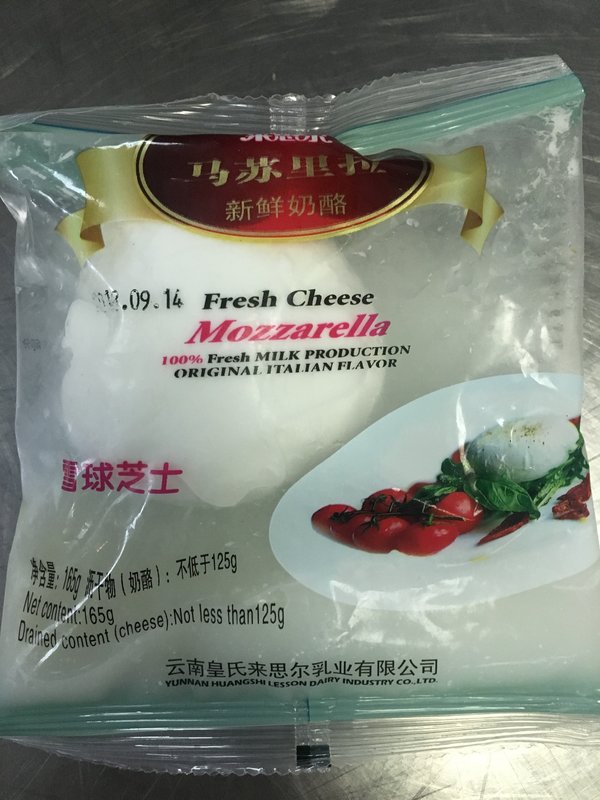 马苏里拉
新鲜奶酪
.09.14
Fresh Cheese
Mozzarella
100% Fresh MILK PRODUCTION
ORIGINAL ITALIAN FLAVOR
雪球芝士
净含量：165g 沥干物（奶酪）：不低于125g
Net content:165g
Drained content (cheese):Not less than125g
云南皇氏来思尔乳业有限公司
YUNNAN HUANGSHI LESSON DAIRY INDUSTRY CO.,LTD.